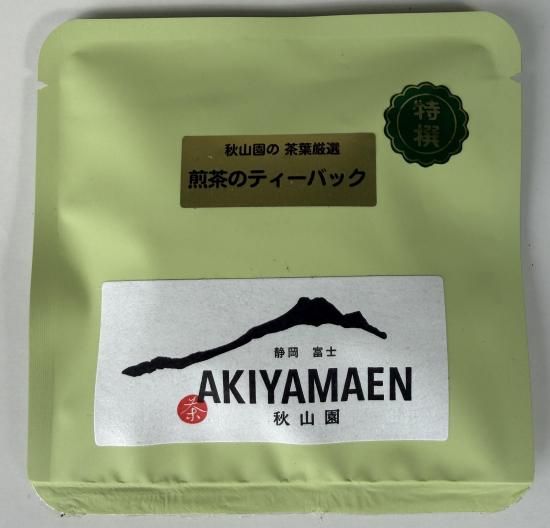 特
撰
秋山園の 茶葉厳選
煎茶のティーバック
静岡 富士
AKIYAMAEN
茶
秋山園